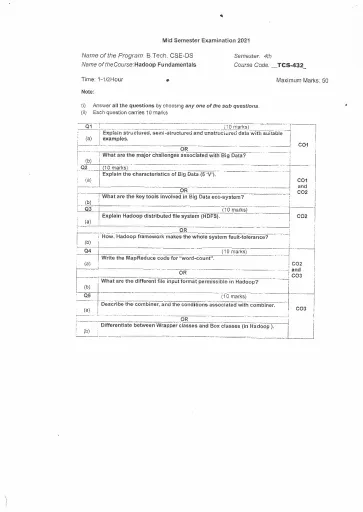 Mid Semester Examination 2021
Name of the Program: B Tech. CSE-DS Semester: 4th
Name of the Course: Hadoop Fundamentals Course Code: __TCS-432_
Time: 1-1/2Hour Maximum Marks: 50
Note:
(i) Answer all the questions by choosing any one of the sub questions.
(ii) Each question carries 10 marks
Q1 (10 marks)
(a) Explain structured, semi-structured and unstructured data with suitable examples.
CO1
OR
(b) What are the major challenges associated with Big Data?
Q2 (10 marks)
(a) Explain the characteristics of Big Data (6 'V').
CO1 and CO2
OR
(b) What are the key tools involved in Big Data eco-system?
Q3 (10 marks)
(a) Explain Hadoop distributed file system (HDFS).
CO2
OR
(b) How, Hadoop framework makes the whole system fault-tolerance?
Q4 (10 marks)
(a) Write the MapReduce code for "word-count".
CO2 and CO3
OR
(b) What are the different file input format permissible in Hadoop?
Q5 (10 marks)
(a) Describe the combiner, and the conditions associated with combiner.
CO3
OR
(b) Differentiate between Wrapper classes and Box classes (in Hadoop ).